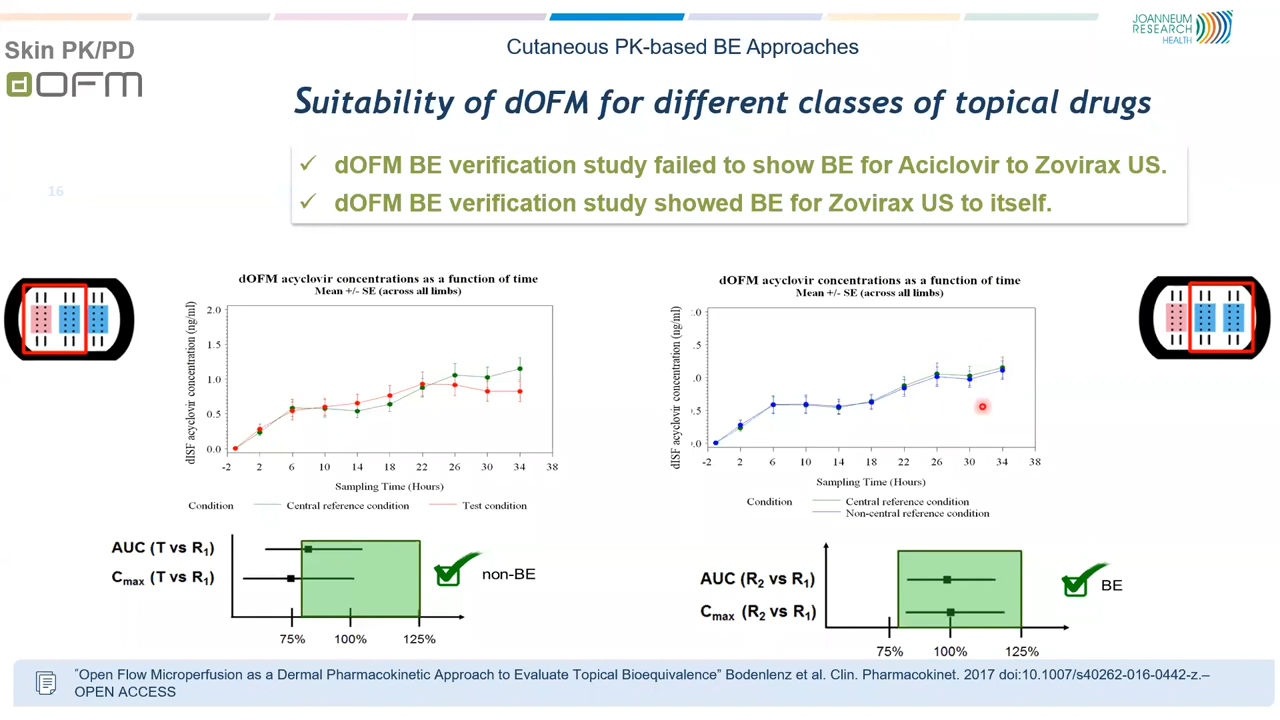 JOANNEUM
RESEARCH
HEALTH
Skin PK/PD
dOFM
Cutaneous PK-based BE Approaches
Suitability of dOFM for different classes of topical drugs
✓ dOFM BE verification study failed to show BE for Aciclovir to Zovirax US.
✓ dOFM BE verification study showed BE for Zovirax US to itself.
16
dOFM acyclovir concentrations as a function of time
Mean +/- SE (across all limbs)
dISF acyclovir concentration (ng/ml)
2.0
1.5
1.0
0.5
0.0
-2 2 6 10 14 18 22 26 30 34 38
Sampling Time (Hours)
Condition Central reference condition Test condition
dOFM acyclovir concentrations as a function of time
Mean +/- SE (across all limbs)
dISF acyclovir concentration (ng/ml)
.0
.5
.0
.5
.0
-2 2 6 10 14 18 22 26 30 34 38
Sampling Time (Hours)
Condition Central reference condition
Non-central reference condition
AUC (T vs R₁)
Cmax (T vs R₁)
75% 100% 125%
non-BE
AUC (R₂ vs R₁)
Cmax (R₂ vs R₁)
75% 100% 125%
BE
"Open Flow Microperfusion as a Dermal Pharmacokinetic Approach to Evaluate Topical Bioequivalence" Bodenlenz et al. Clin. Pharmacokinet. 2017 doi:10.1007/s40262-016-0442-z.–
OPEN ACCESS